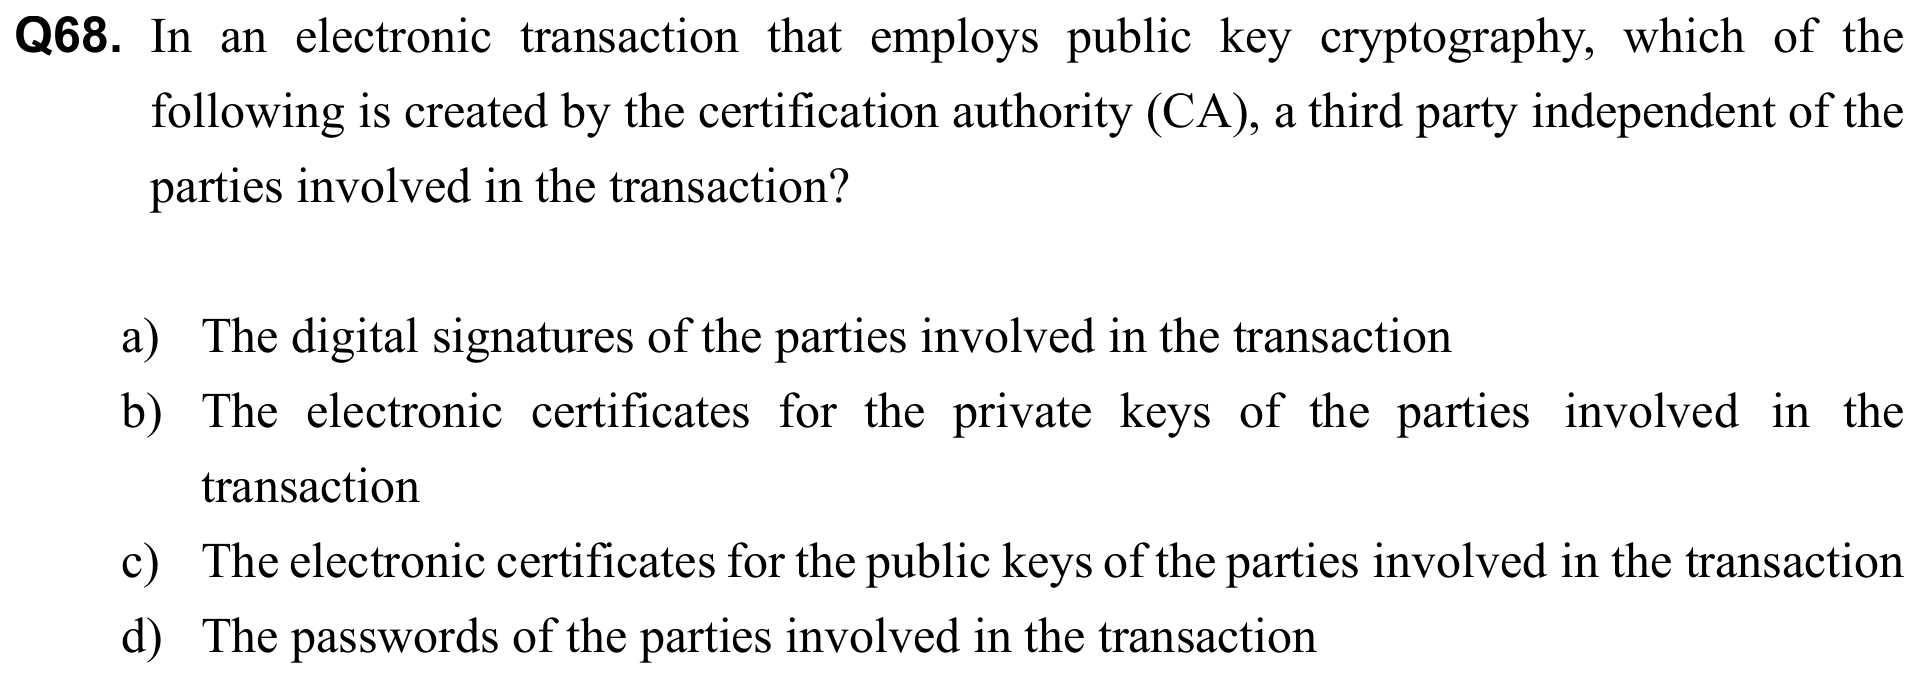 Q68. In an electronic transaction that employs public key cryptography, which of the
following is created by the certification authority (CA), a third party independent of the
parties involved in the transaction?
a) The digital signatures of the parties involved in the transaction
b) The electronic certificates for the private keys of the parties involved in the
transaction
c) The electronic certificates for the public keys of the parties involved in the transaction
d) The passwords of the parties involved in the transaction